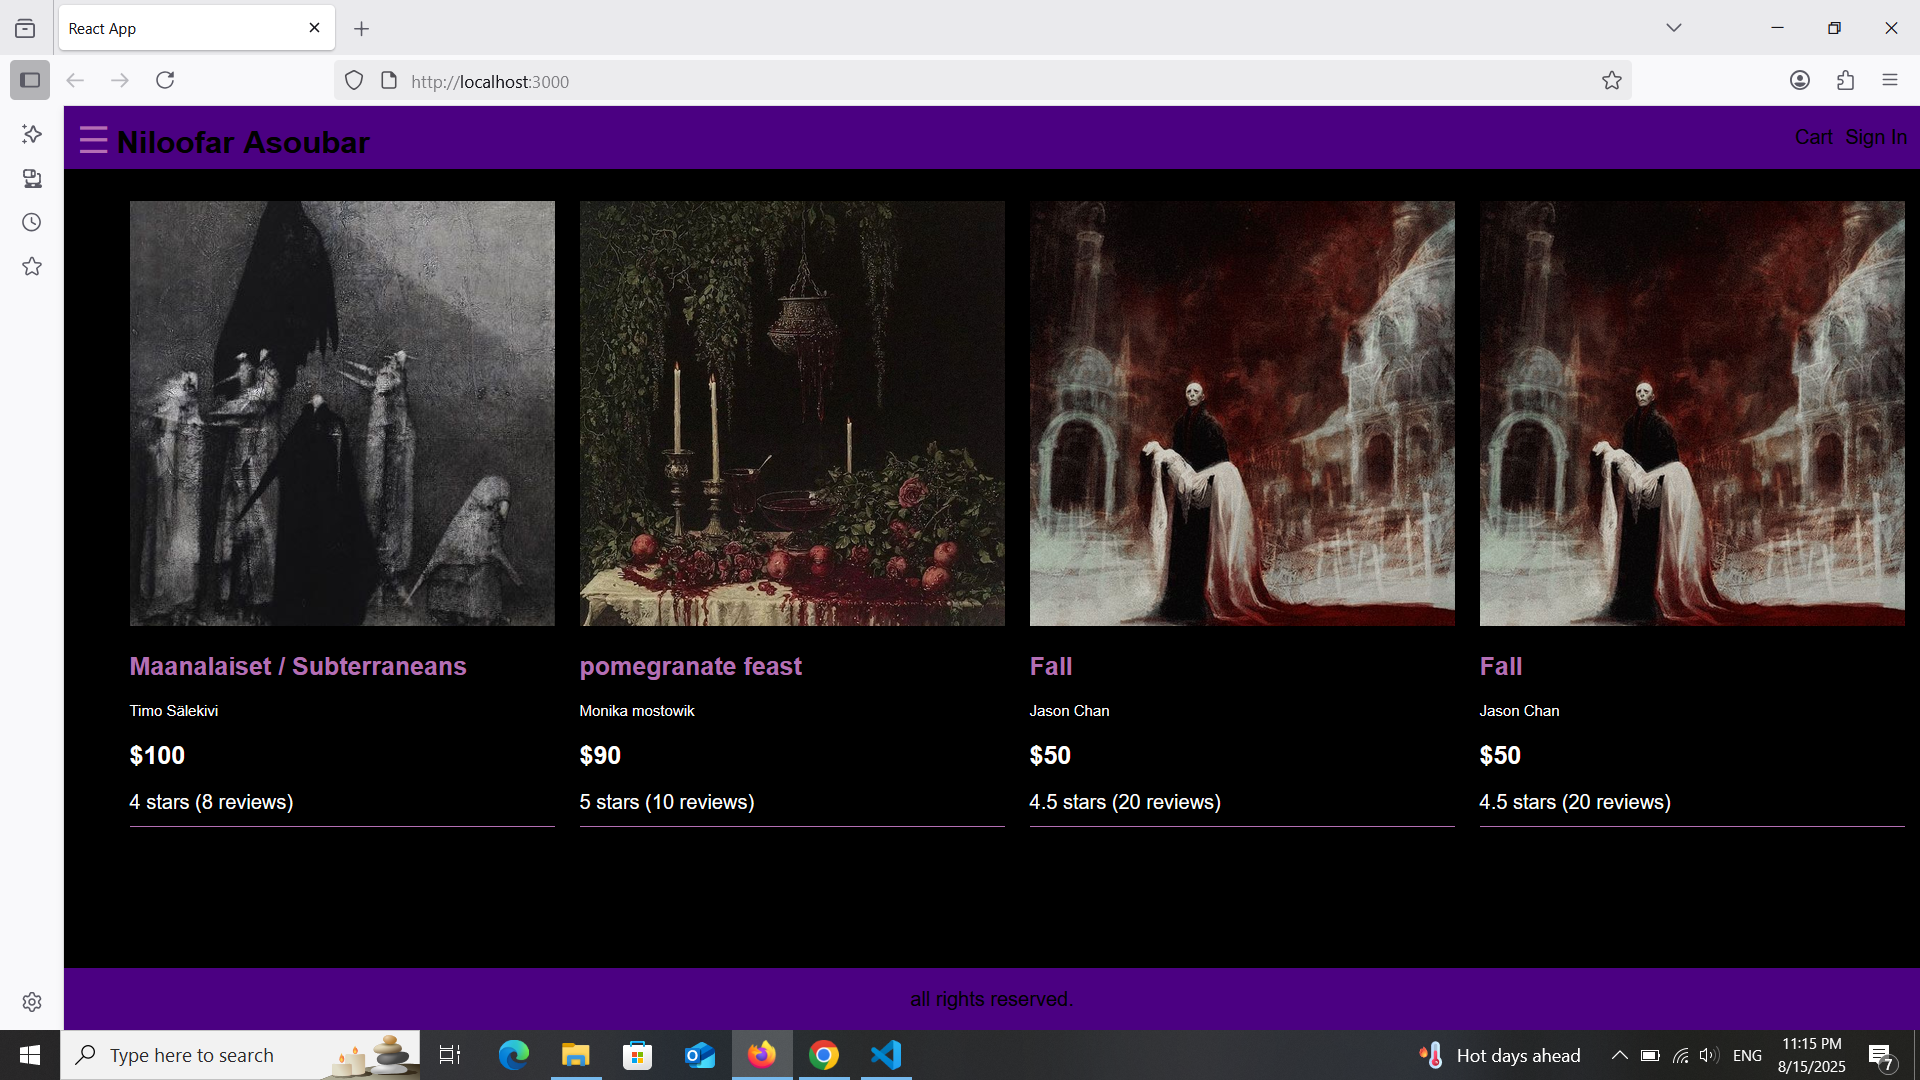 React App
http://localhost:3000
☰ Niloofar Asoubar
Cart Sign In
Maanalaiset / Subterraneans
Timo Sälekivi
$100
4 stars (8 reviews)
pomegranate feast
Monika mostowik
$90
5 stars (10 reviews)
Fall
Jason Chan
$50
4.5 stars (20 reviews)
Fall
Jason Chan
$50
4.5 stars (20 reviews)
all rights reserved.
Type here to search
Hot days ahead
ENG
11:15 PM
8/15/2025
7